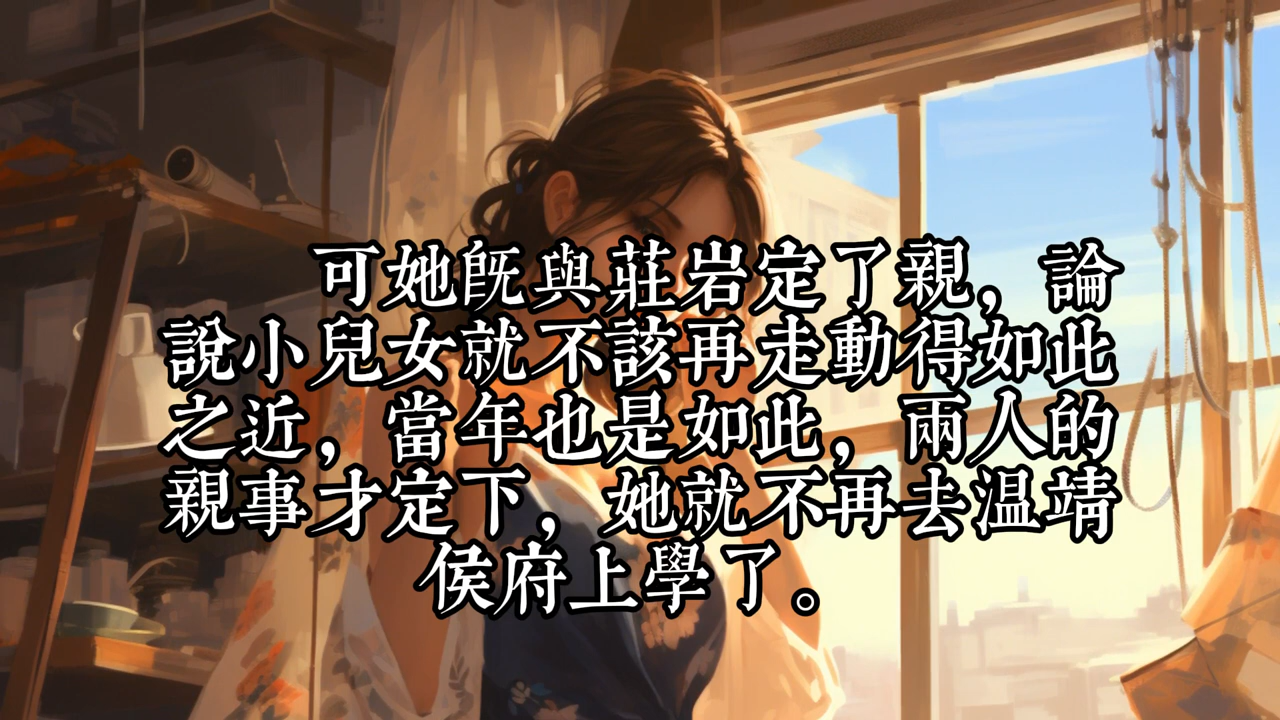 可她既與莊岩定了親，論
說小兒女就不該再走動得如此
之近，當年也是如此，兩人的
親事才定下，她就不再去温靖
侯府上學了。